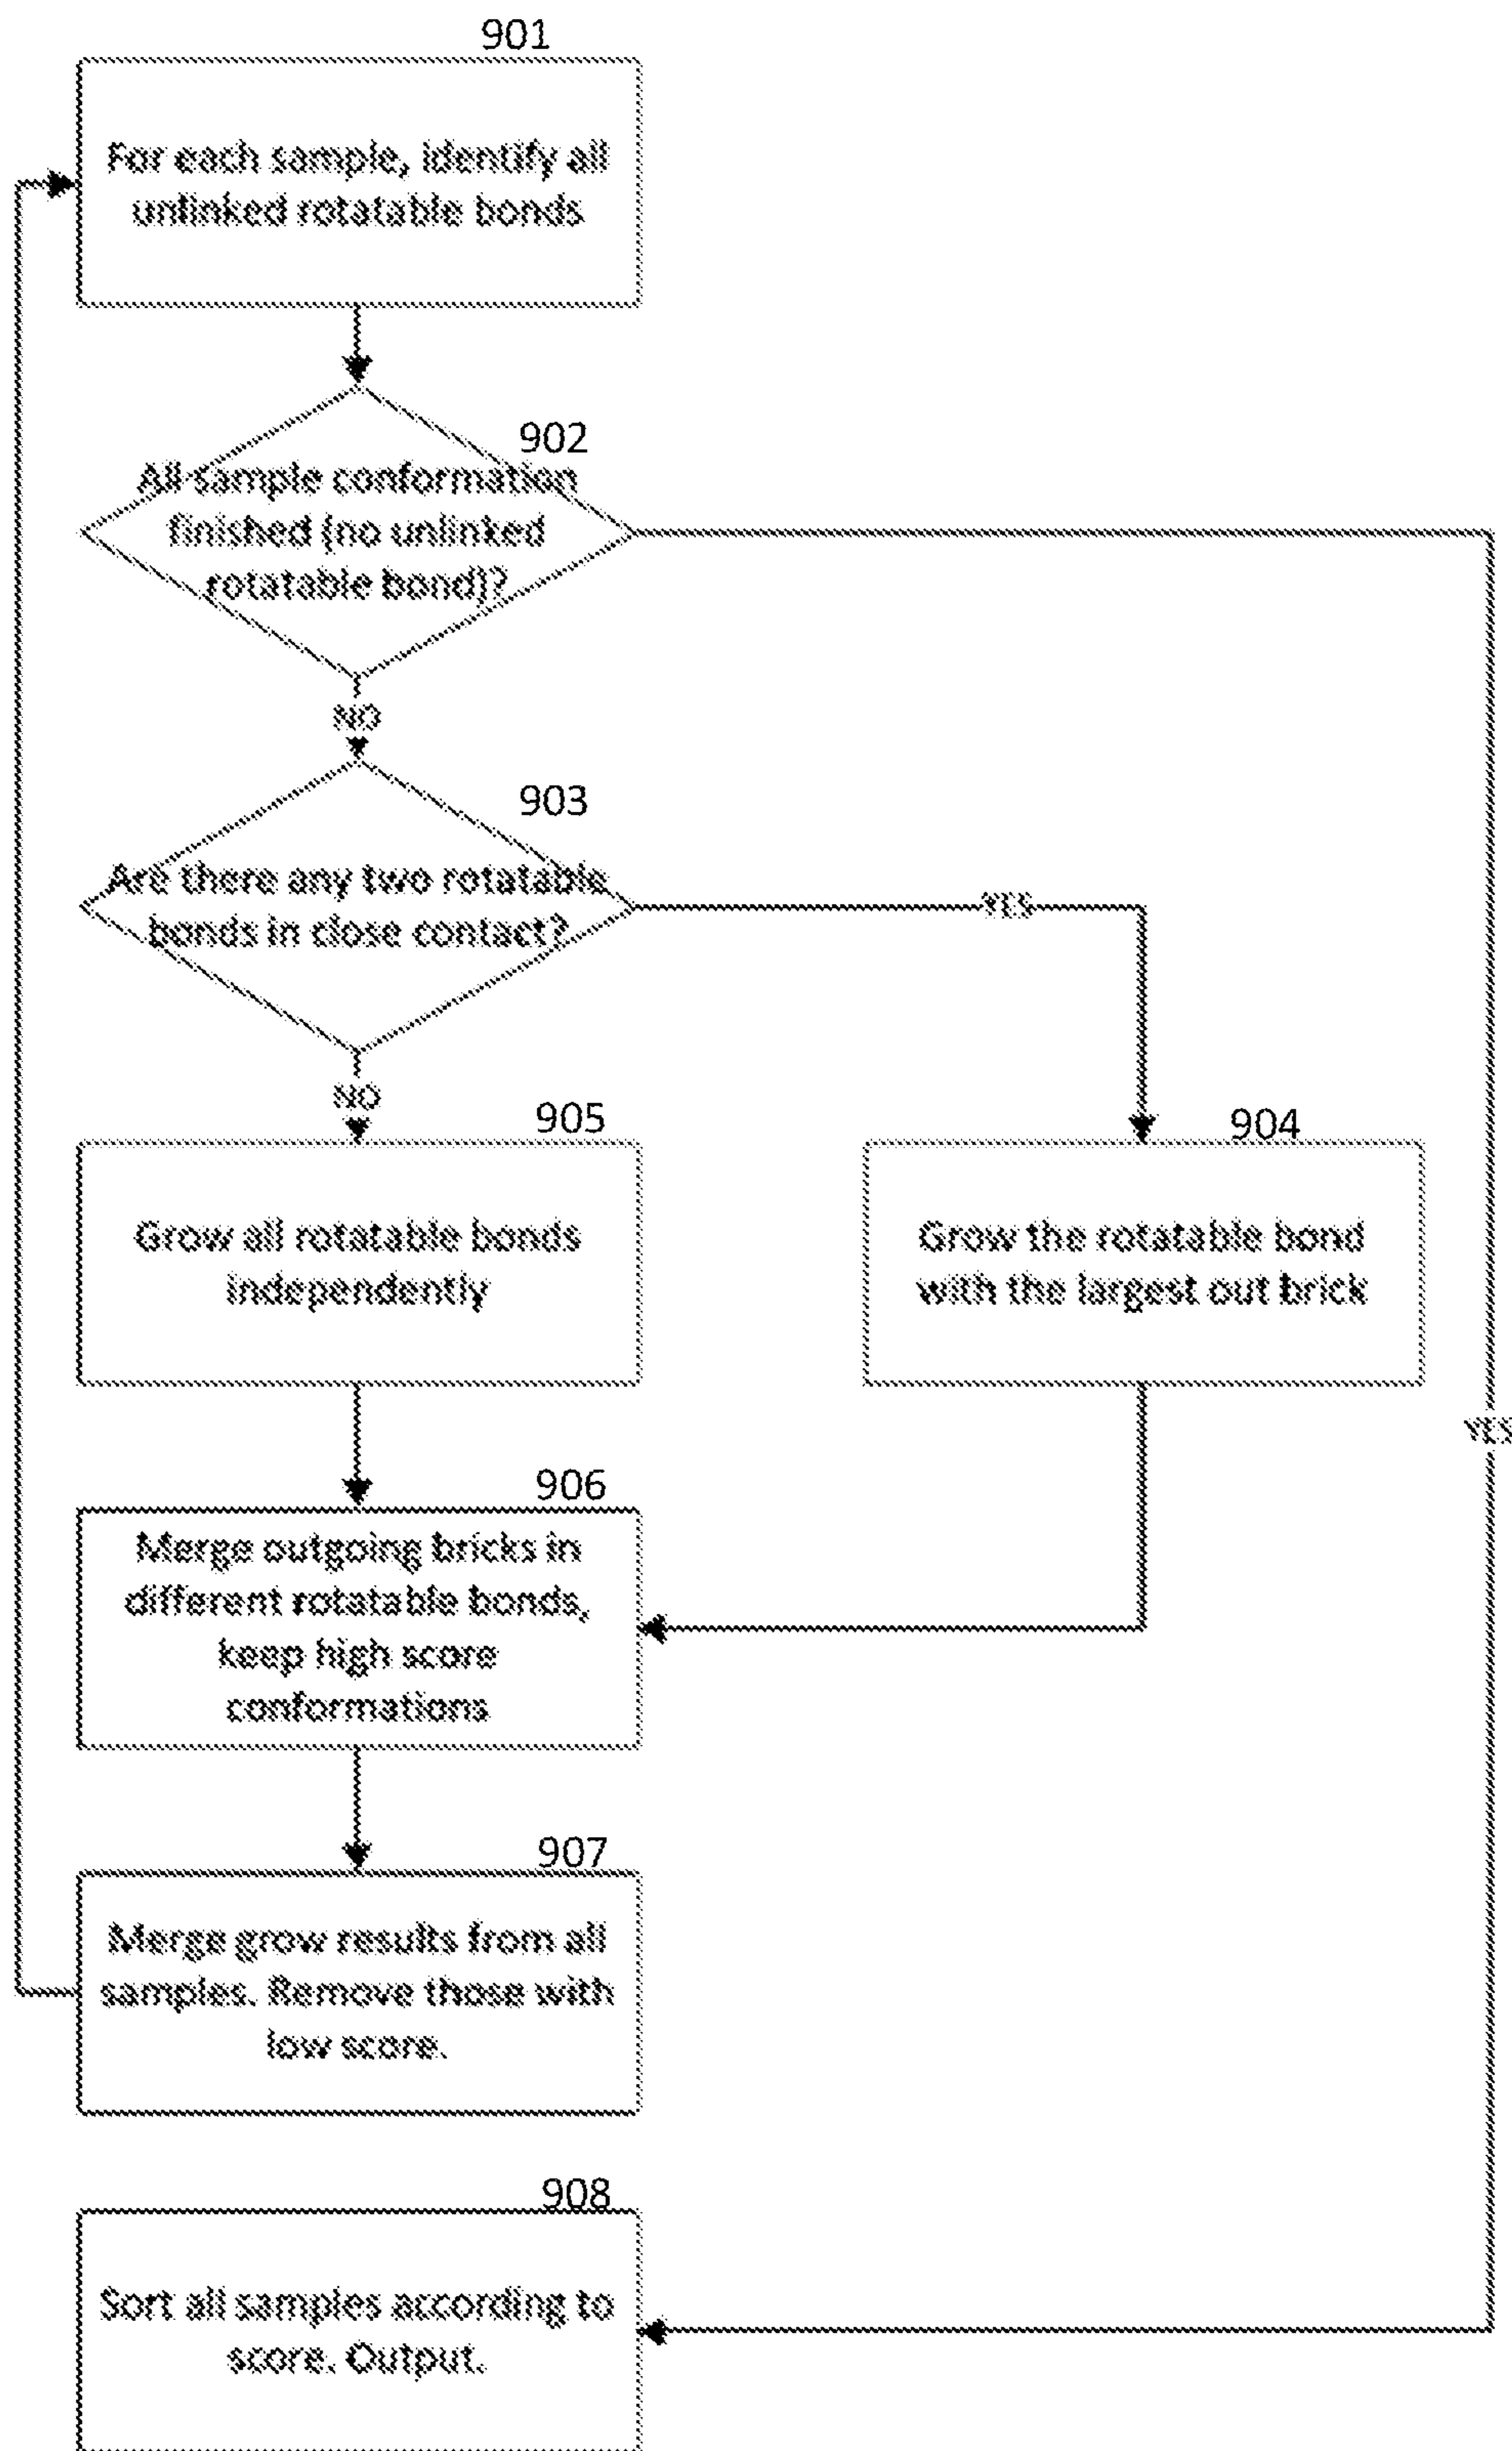 901
For each sample, identify all
unlinked rotatable bonds
902
All sample conformation
finished (no unlinked
rotatable bond)?
NO
903
Are there any two rotatable
bonds in close contact?
YES
NO
905
904
Grow all rotatable bonds
independently
Grow the rotatable bond
with the largest out brick
YES
906
Merge outgoing bricks in
different rotatable bonds,
keep high score
conformations
907
Merge grow results from all
samples. Remove those with
low score.
908
Sort all samples according to
score. Output.